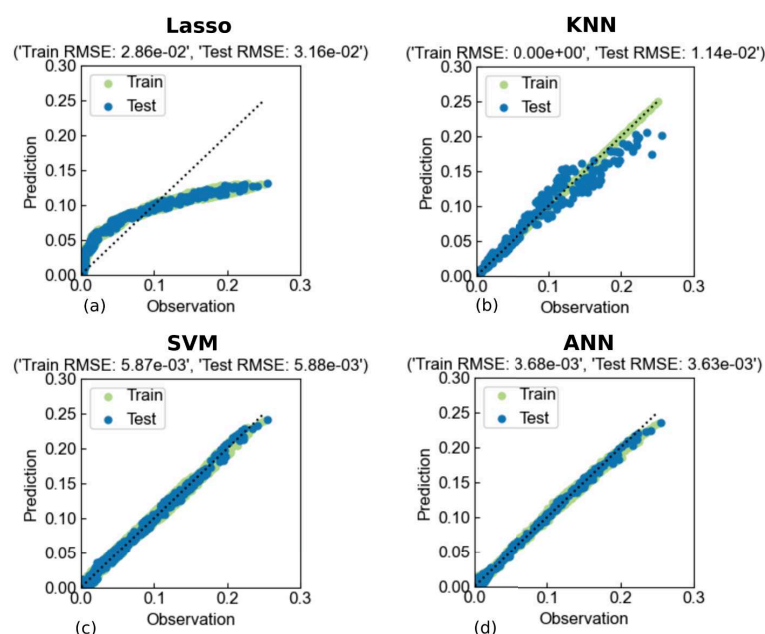 Lasso
('Train RMSE: 2.86e-02', 'Test RMSE: 3.16e-02')
0.30
0.25
0.20
0.15
0.10
0.05
0.00
Prediction
Train
Test
0.0 0.1 0.2 0.3
Observation
(a)
KNN
('Train RMSE: 0.00e+00', 'Test RMSE: 1.14e-02')
0.30
0.25
0.20
0.15
0.10
0.05
0.00
Prediction
Train
Test
0.0 0.1 0.2 0.3
Observation
(b)
SVM
('Train RMSE: 5.87e-03', 'Test RMSE: 5.88e-03')
0.30
0.25
0.20
0.15
0.10
0.05
0.00
Prediction
Train
Test
0.0 0.1 0.2 0.3
Observation
(c)
ANN
('Train RMSE: 3.68e-03', 'Test RMSE: 3.63e-03')
0.30
0.25
0.20
0.15
0.10
0.05
0.00
Prediction
Train
Test
0.0 0.1 0.2 0.3
Observation
(d)